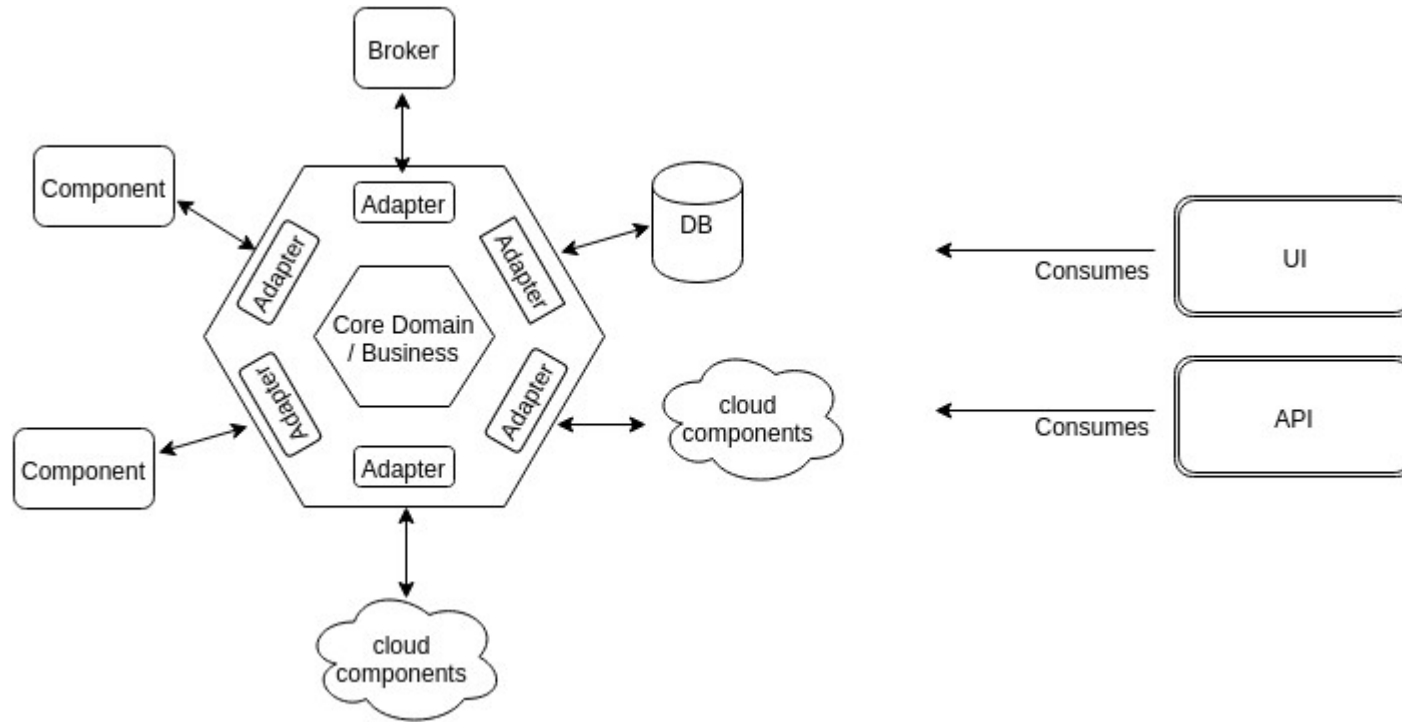 Broker
Component
Adapter
DB
Adapter
Adapter
UI
Consumes
Core Domain
/ Business
Adapter
Adapter
cloud
components
API
Consumes
Component
Adapter
cloud
components